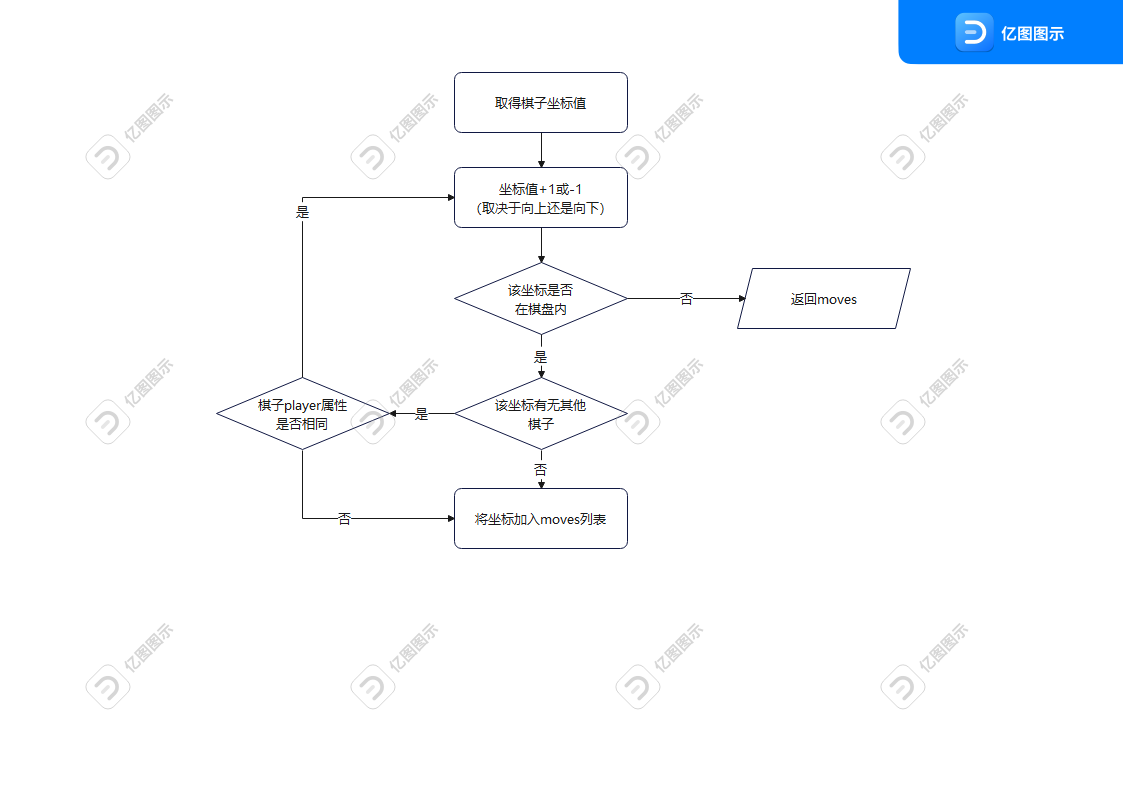 亿图图示
取得棋子坐标值
亿图图示
亿图图示
亿图图示
亿图图示
坐标值+1或-1
（取决于向上还是向下）
是
该坐标是否
在棋盘内
否
返回moves
是
亿图图示
亿图图示
亿图图示
亿图图示
棋子player属性
是否相同
是
该坐标有无其他
棋子
否
否
将坐标加入moves列表
亿图图示
亿图图示
亿图图示
亿图图示